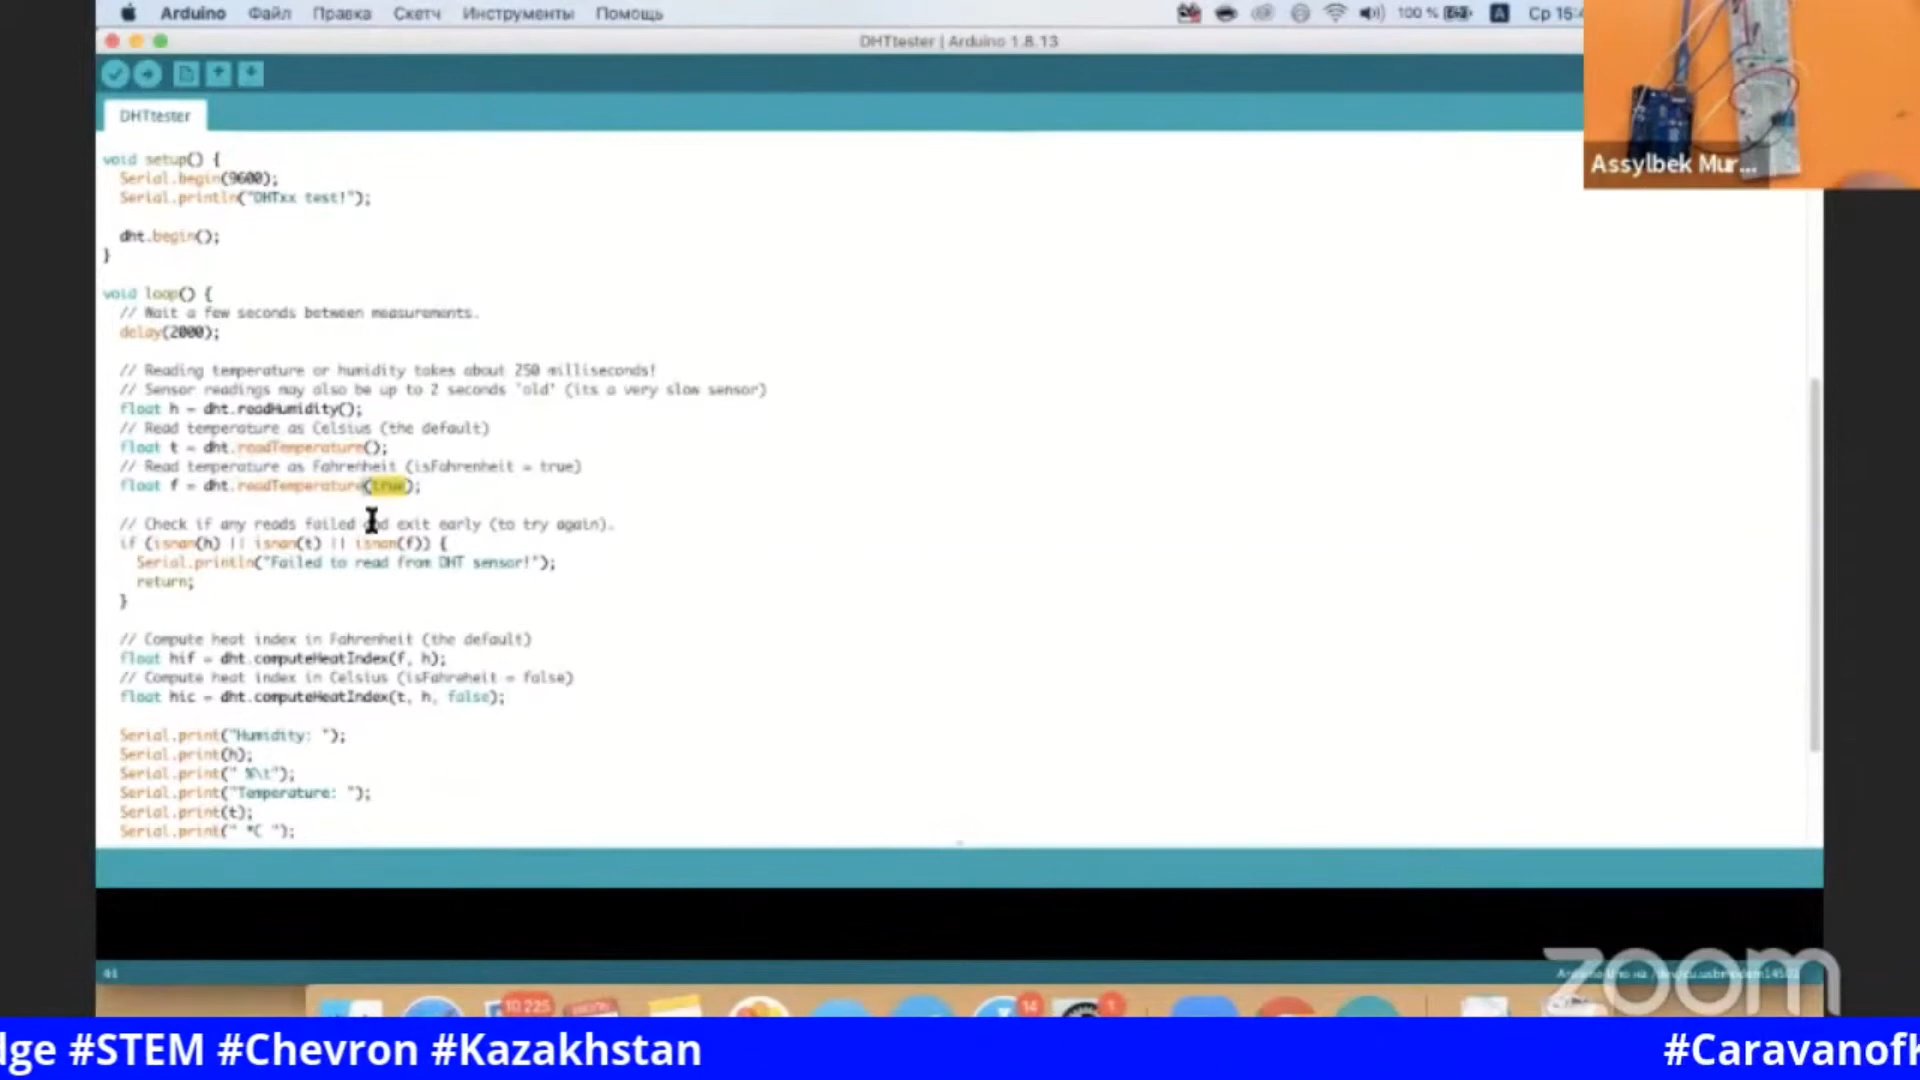 Arduino Файл Правка Скетч Инструменты Помощь 100 % A
DHTtester | Arduino 1.8.13
DHTtester
Assylbek Mur...
void setup() {
Serial.begin(9600);
Serial.println("DHTxx test!");
dht.begin();
}
void loop() {
// Wait a few seconds between measurements.
delay(2000);
// Reading temperature or humidity takes about 250 milliseconds!
// Sensor readings may also be up to 2 seconds 'old' (its a very slow sensor)
float h = dht.readHumidity();
// Read temperature as Celsius (the default)
float t = dht.readTemperature();
// Read temperature as Fahrenheit (isFahrenheit = true)
float f = dht.readTemperature(true);
// Check if any reads failed and exit early (to try again).
if (isnan(h) || isnan(t) || isnan(f)) {
Serial.println("Failed to read from DHT sensor!");
return;
}
// Compute heat index in Fahrenheit (the default)
float hif = dht.computeHeatIndex(f, h);
// Compute heat index in Celsius (isFahreheit = false)
float hic = dht.computeHeatIndex(t, h, false);
Serial.print("Humidity: ");
Serial.print(h);
Serial.print(" %\t");
Serial.print("Temperature: ");
Serial.print(t);
Serial.print(" *C ");
zoom
10 225 14 1
dge #STEM #Chevron #Kazakhstan #CaravanofK